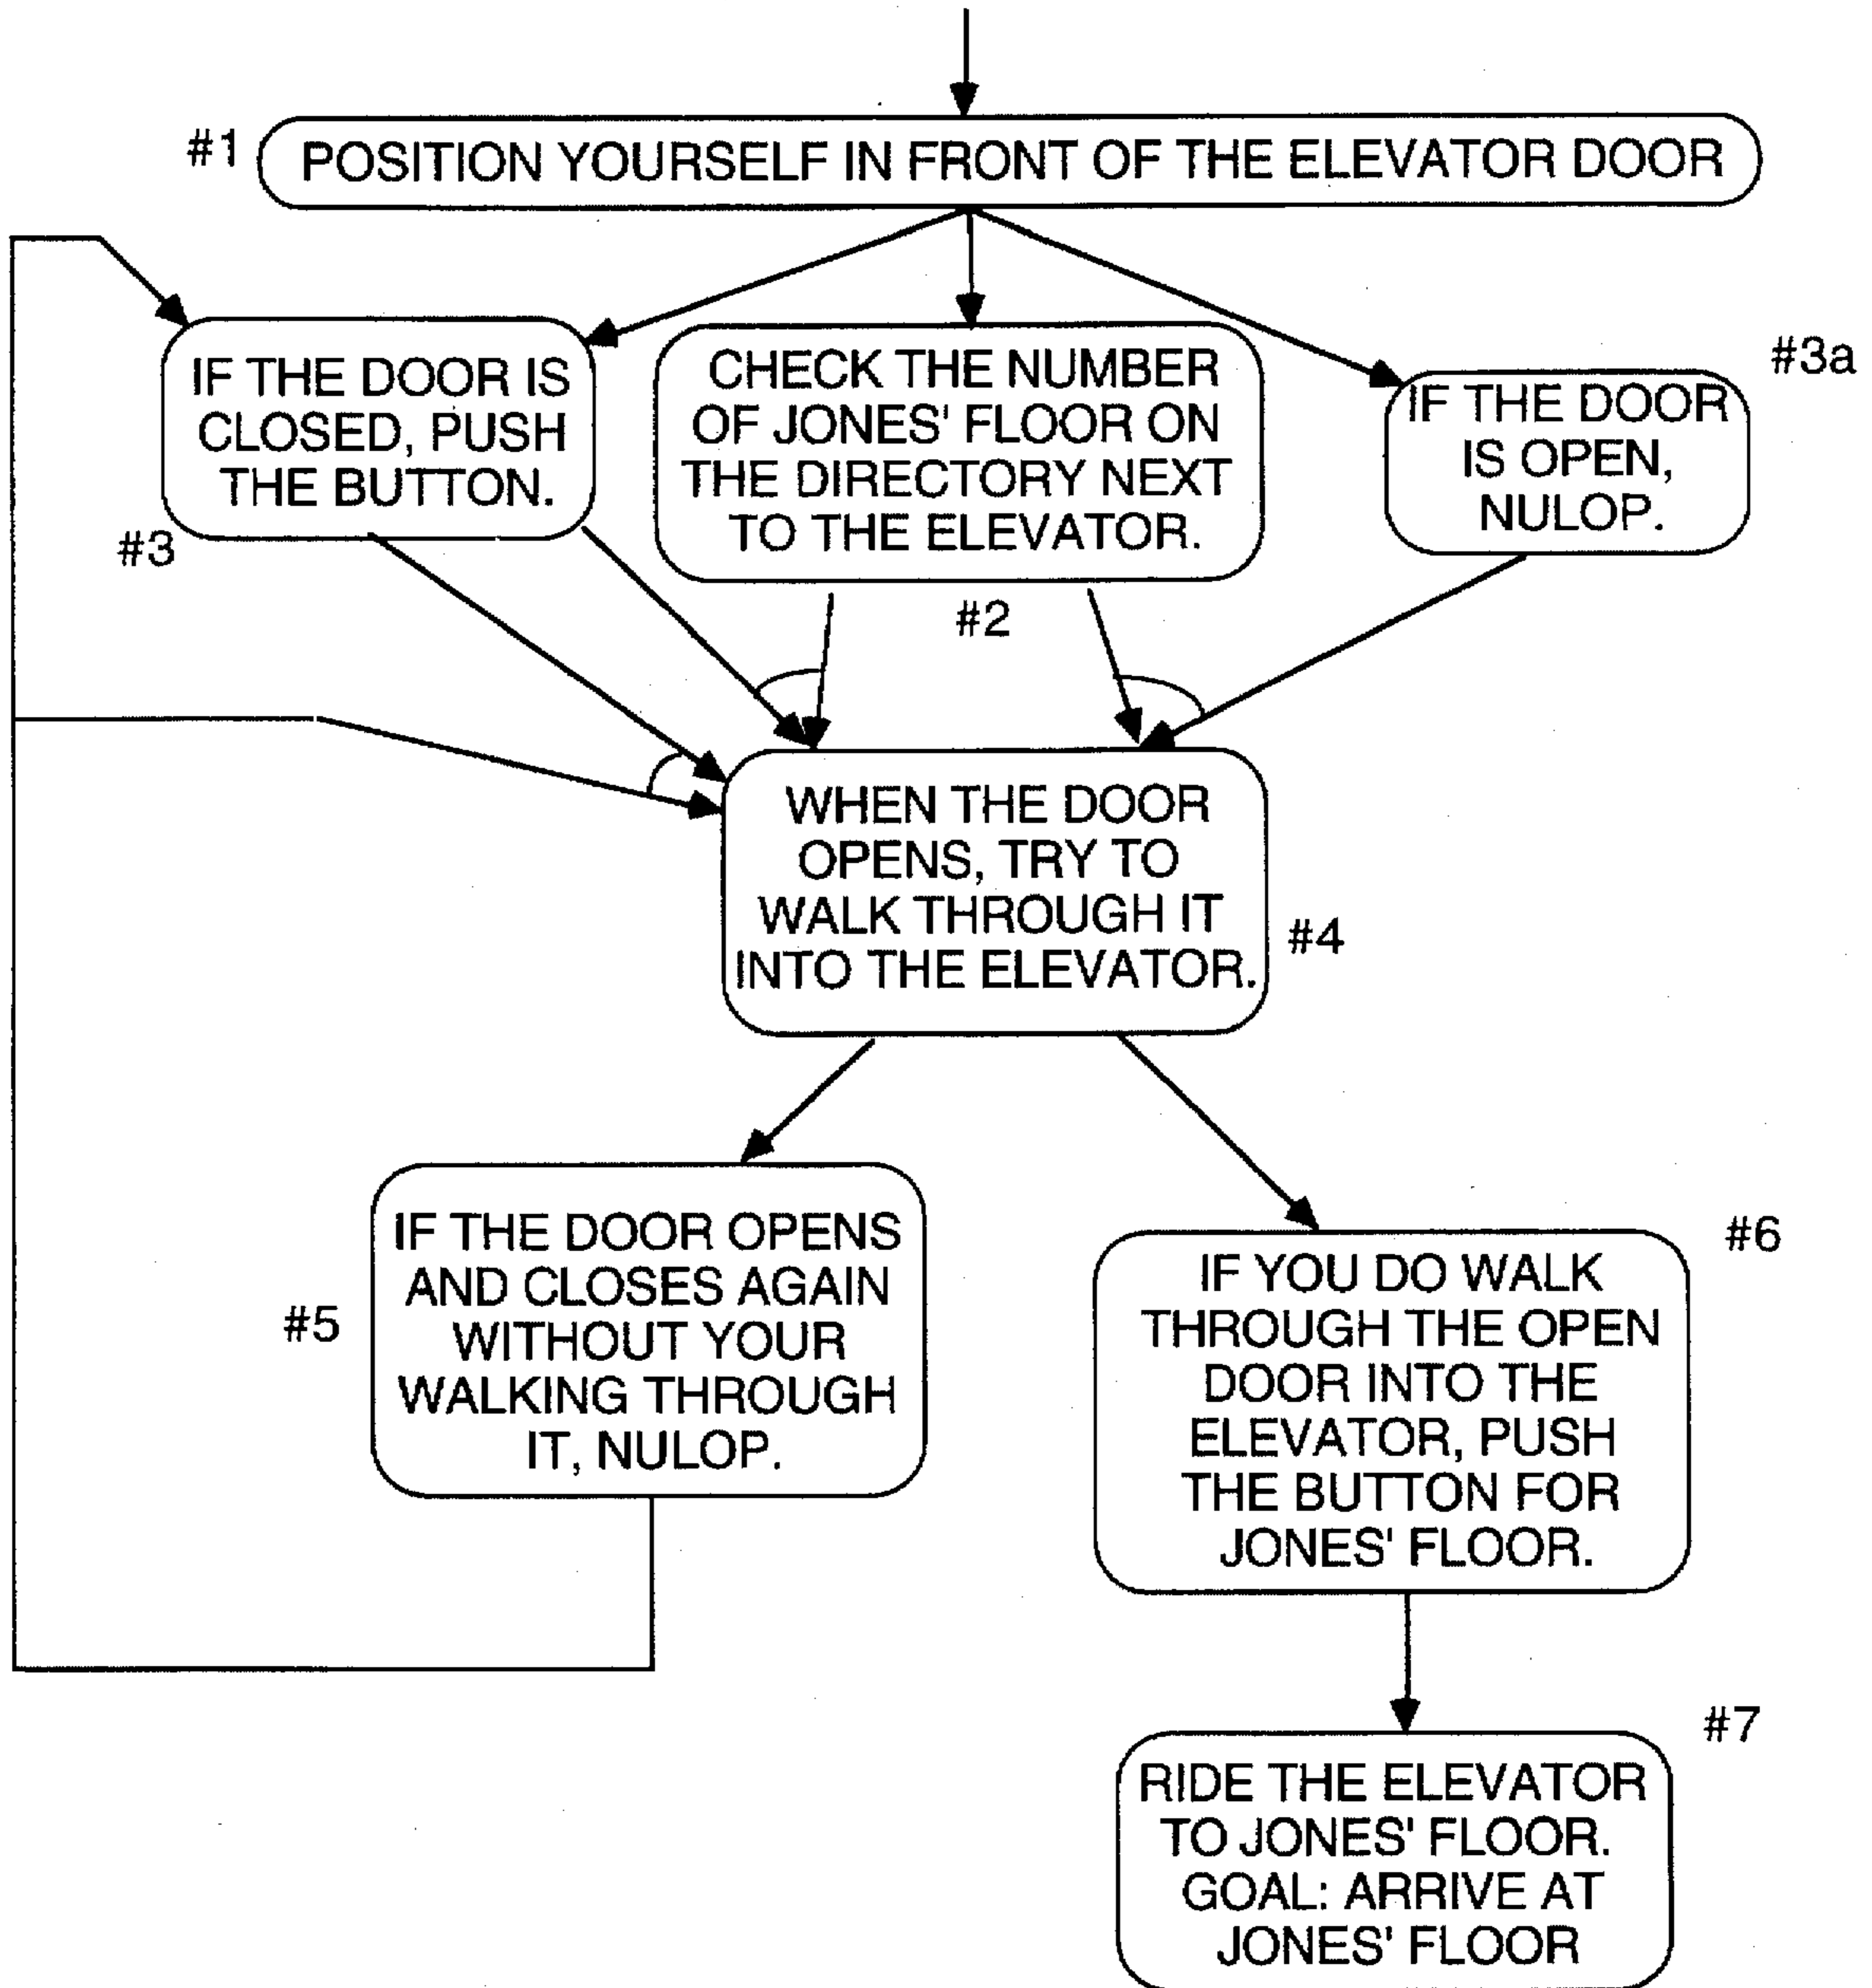 #1
POSITION YOURSELF IN FRONT OF THE ELEVATOR DOOR
IF THE DOOR IS
CLOSED, PUSH
THE BUTTON.
#3
CHECK THE NUMBER
OF JONES' FLOOR ON
THE DIRECTORY NEXT
TO THE ELEVATOR.
#2
#3a
IF THE DOOR
IS OPEN,
NULOP.
WHEN THE DOOR
OPENS, TRY TO
WALK THROUGH IT
INTO THE ELEVATOR.
#4
#5
IF THE DOOR OPENS
AND CLOSES AGAIN
WITHOUT YOUR
WALKING THROUGH
IT, NULOP.
#6
IF YOU DO WALK
THROUGH THE OPEN
DOOR INTO THE
ELEVATOR, PUSH
THE BUTTON FOR
JONES' FLOOR.
#7
RIDE THE ELEVATOR
TO JONES' FLOOR.
GOAL: ARRIVE AT
JONES' FLOOR